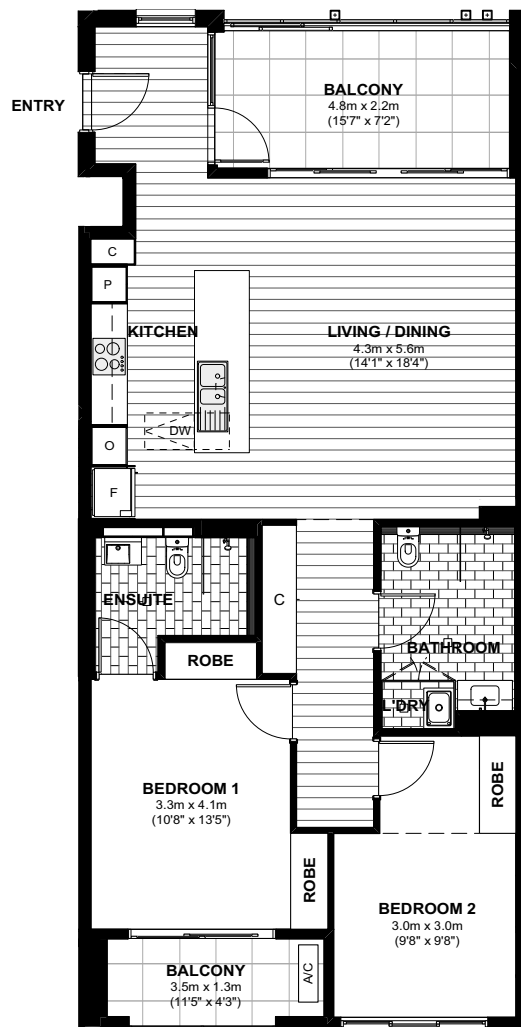 BALCONY
4.8m x 2.2m
(15'7" x 7'2")
ENTRY
C
P
KITCHEN
LIVING / DINING
4.3m x 5.6m
(14'1" x 18'4")
DW
O
F
ENSUITE
C
BATHROOM
ROBE
L'DRY
BEDROOM 1
3.3m x 4.1m
(10'8" x 13'5")
ROBE
ROBE
BEDROOM 2
3.0m x 3.0m
(9'8" x 9'8")
BALCONY
3.5m x 1.3m
(11'5" x 4'3")
A/C